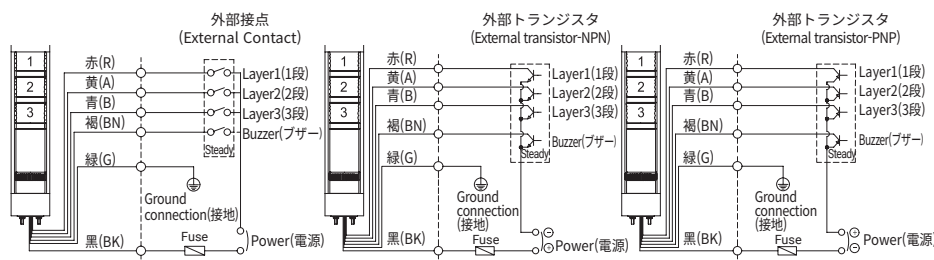 外部接点
(External Contact)
1
2
3
赤(R)
黄(A)
青(B)
褐(BN)
緑(G)
黒(BK)
Layer1(1段)
Layer2(2段)
Layer3(3段)
Buzzer(ブザー)
Steady
Ground
connection(接地)
Fuse
Power(電源)
外部トランジスタ
(External transistor-NPN)
1
2
3
赤(R)
黄(A)
青(B)
褐(BN)
緑(G)
黒(BK)
Layer1(1段)
Layer2(2段)
Layer3(3段)
Buzzer(ブザー)
Steady
Ground
connection
(接地)
Fuse
⊖
⊕
Power(電源)
外部トランジスタ
(External transistor-PNP)
1
2
3
赤(R)
黄(A)
青(B)
褐(BN)
緑(G)
黒(BK)
Layer1(1段)
Layer2(2段)
Layer3(3段)
Buzzer(ブザー)
Steady
Ground
connection
(接地)
Fuse
⊕
⊖
Power(電源)